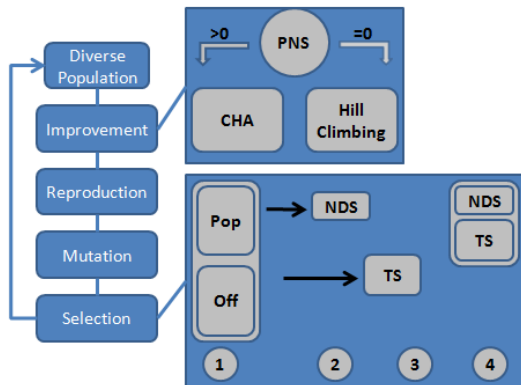 Diverse
Population
Improvement
Reproduction
Mutation
Selection
>0
PNS
=0
CHA
Hill
Climbing
Pop
Off
NDS
TS
NDS
TS
1
2
3
4